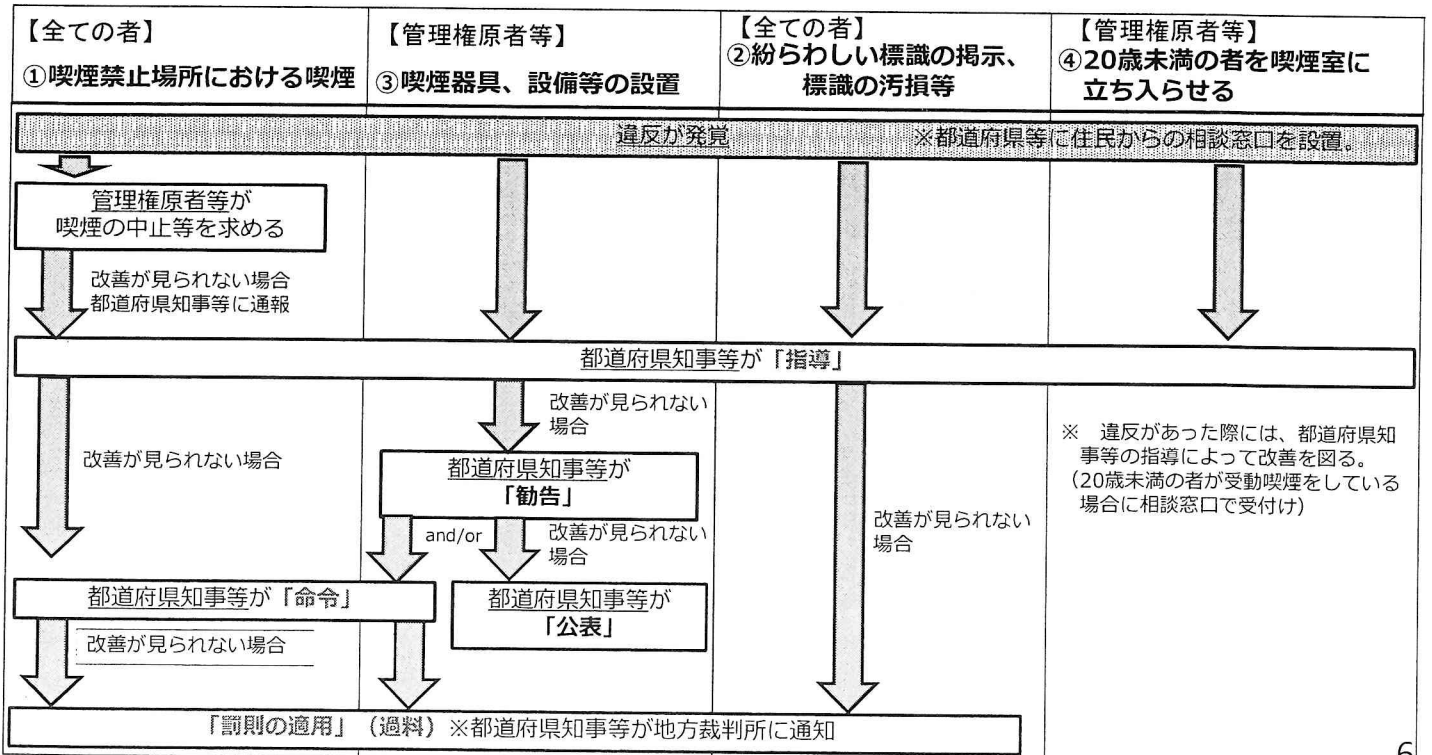 【全ての者】
①喫煙禁止場所における喫煙
【管理権原者等】
③喫煙器具、設備等の設置
【全ての者】
②紛らわしい標識の掲示、
標識の汚損等
【管理権原者等】
④20歳未満の者を喫煙室に
立ち入らせる
違反が発覚 ※都道府県等に住民からの相談窓口を設置。
管理権原者等が
喫煙の中止等を求める
改善が見られない場合
都道府県知事等に通報
都道府県知事等が「指導」
改善が見られない場合
改善が見られない
場合
都道府県知事等が
「勧告」
and/or
改善が見られない
場合
都道府県知事等が「命令」
都道府県知事等が
「公表」
改善が見られない場合
改善が見られない
場合
※ 違反があった際には、都道府県知
事等の指導によって改善を図る。
(20歳未満の者が受動喫煙をしている
場合に相談窓口で受付け)
「罰則の適用」(過料)※都道府県知事等が地方裁判所に通知
6